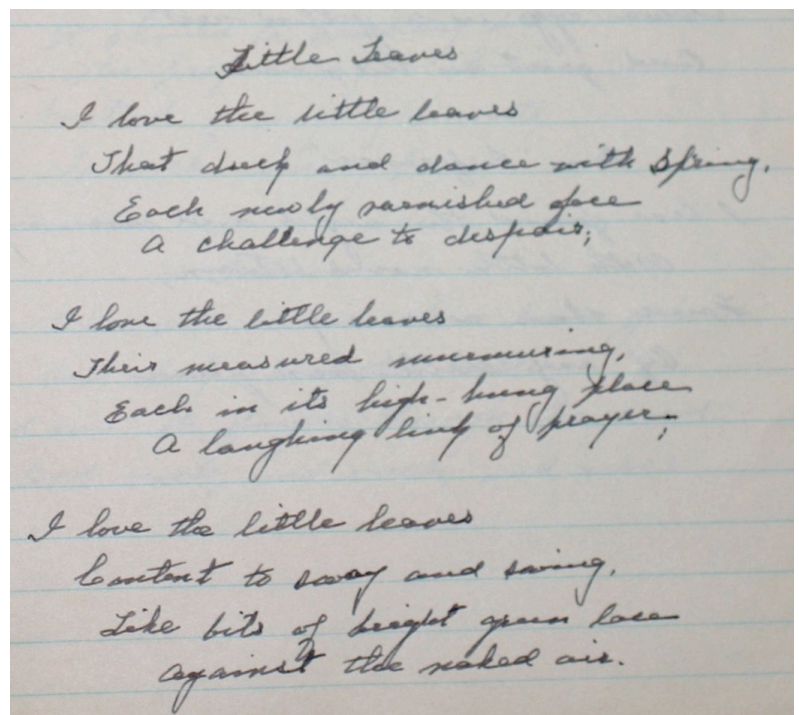 Little Leaves
I love the little leaves
That drip and dance with Spring,
Each newly varnished face
A challenge to despair;
I love the little leaves
Their measured murmuring,
Each in its high-hung place
A laughing link of prayer;
I love the little leaves
Content to sway and swing,
Like bits of bright green lace
Against the naked air.